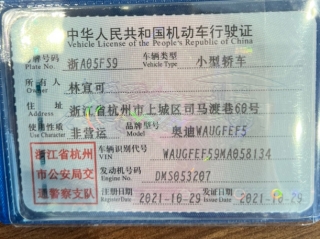 中华人民共和国机动车行驶证
Vehicle License of the People's Republic of China
号牌号码 浙A05FS9 车辆类型 小型轿车
Plate No. Vehicle Type
所有人 林宜可
Owner
住址 浙江省杭州市上城区司马渡巷60号
Address
非营运 品牌型号 奥迪WAUGFEF5
Model
浙江省杭州 车辆识别代号 WAUGFEF59MA058134
VIN
市公安局交 发动机号码 DMS053207
Engine No.
通警察支队 注册日期 2021-10-29 发证日期 2021-10-29
Register Date Issue Date